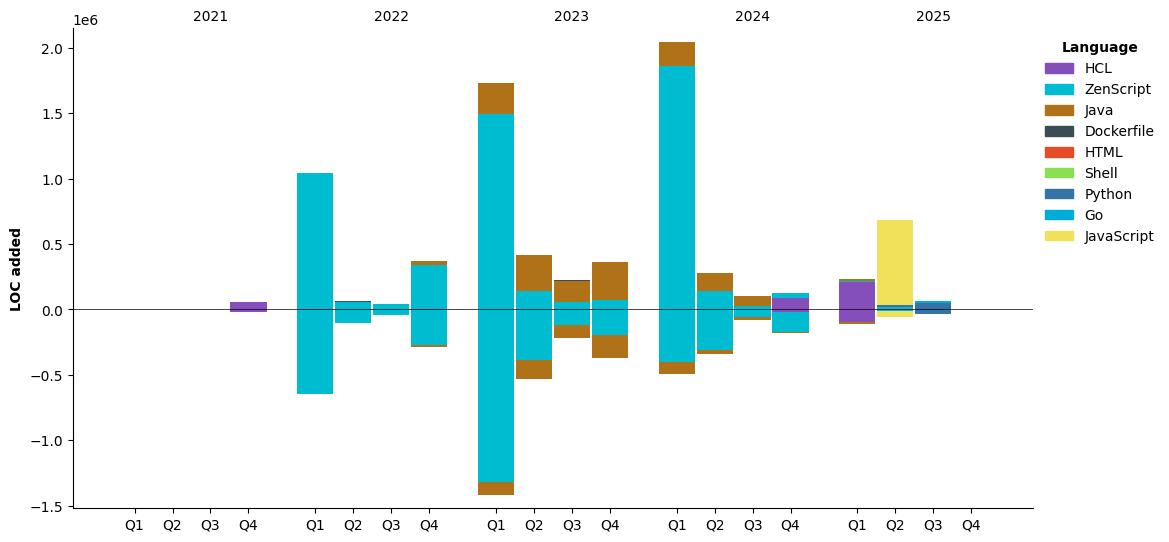 1e6
2021 2022 2023 2024 2025
2.0
1.5
1.0
0.5
0.0
−0.5
−1.0
−1.5
LOC added
Q1 Q2 Q3 Q4 Q1 Q2 Q3 Q4 Q1 Q2 Q3 Q4 Q1 Q2 Q3 Q4 Q1 Q2 Q3 Q4
Language
HCL
ZenScript
Java
Dockerfile
HTML
Shell
Python
Go
JavaScript